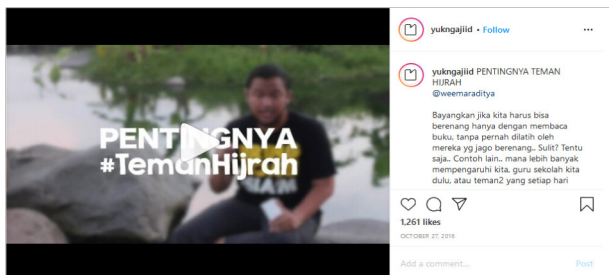 PENTINGNYA
#TemanHijrah
yukngajiid • Follow
yukngajiid PENTINGNYA TEMAN
HIJRAH
@weemaraditya
Bayangkan jika kita harus bisa
berenang hanya dengan membaca
buku, tanpa pernah dilatih oleh
mereka yg jago berenang.. Sulit? Tentu
saja.. Contoh lain.. mana lebih banyak
mempengaruhi kita, guru sekolah kita
dulu, atau teman2 yang setiap hari
1,261 likes
OCTOBER 27, 2016
Add a comment...
Post